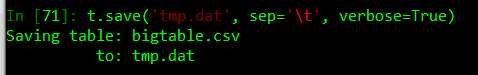 In [71]: t.save('tmp.dat', sep='\t', verbose=True)
Saving table: bigtable.csv
          to: tmp.dat